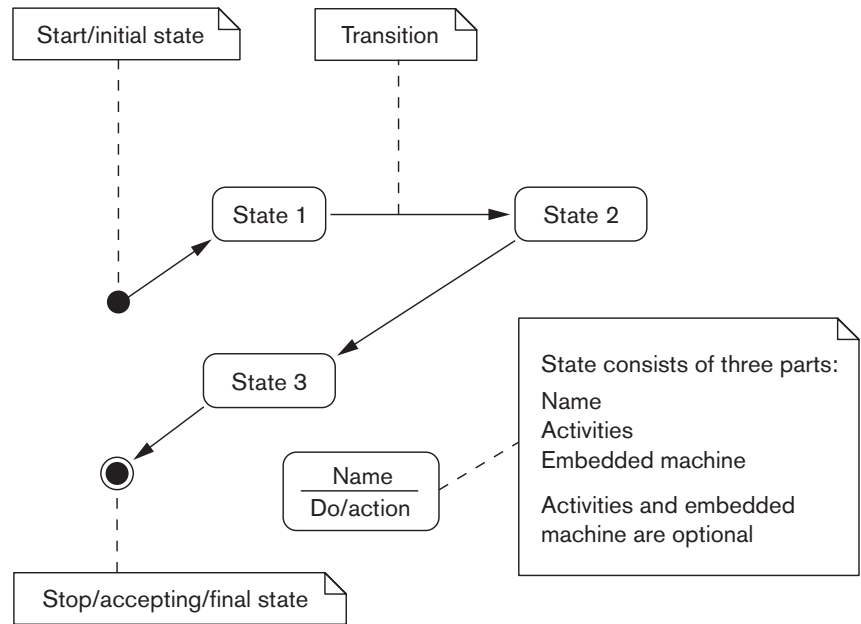 Start/initial state
Transition
State 1
State 2
State 3
State consists of three parts:
Name
Activities
Embedded machine
Activities and embedded
machine are optional
Name
Do/action
Stop/accepting/final state